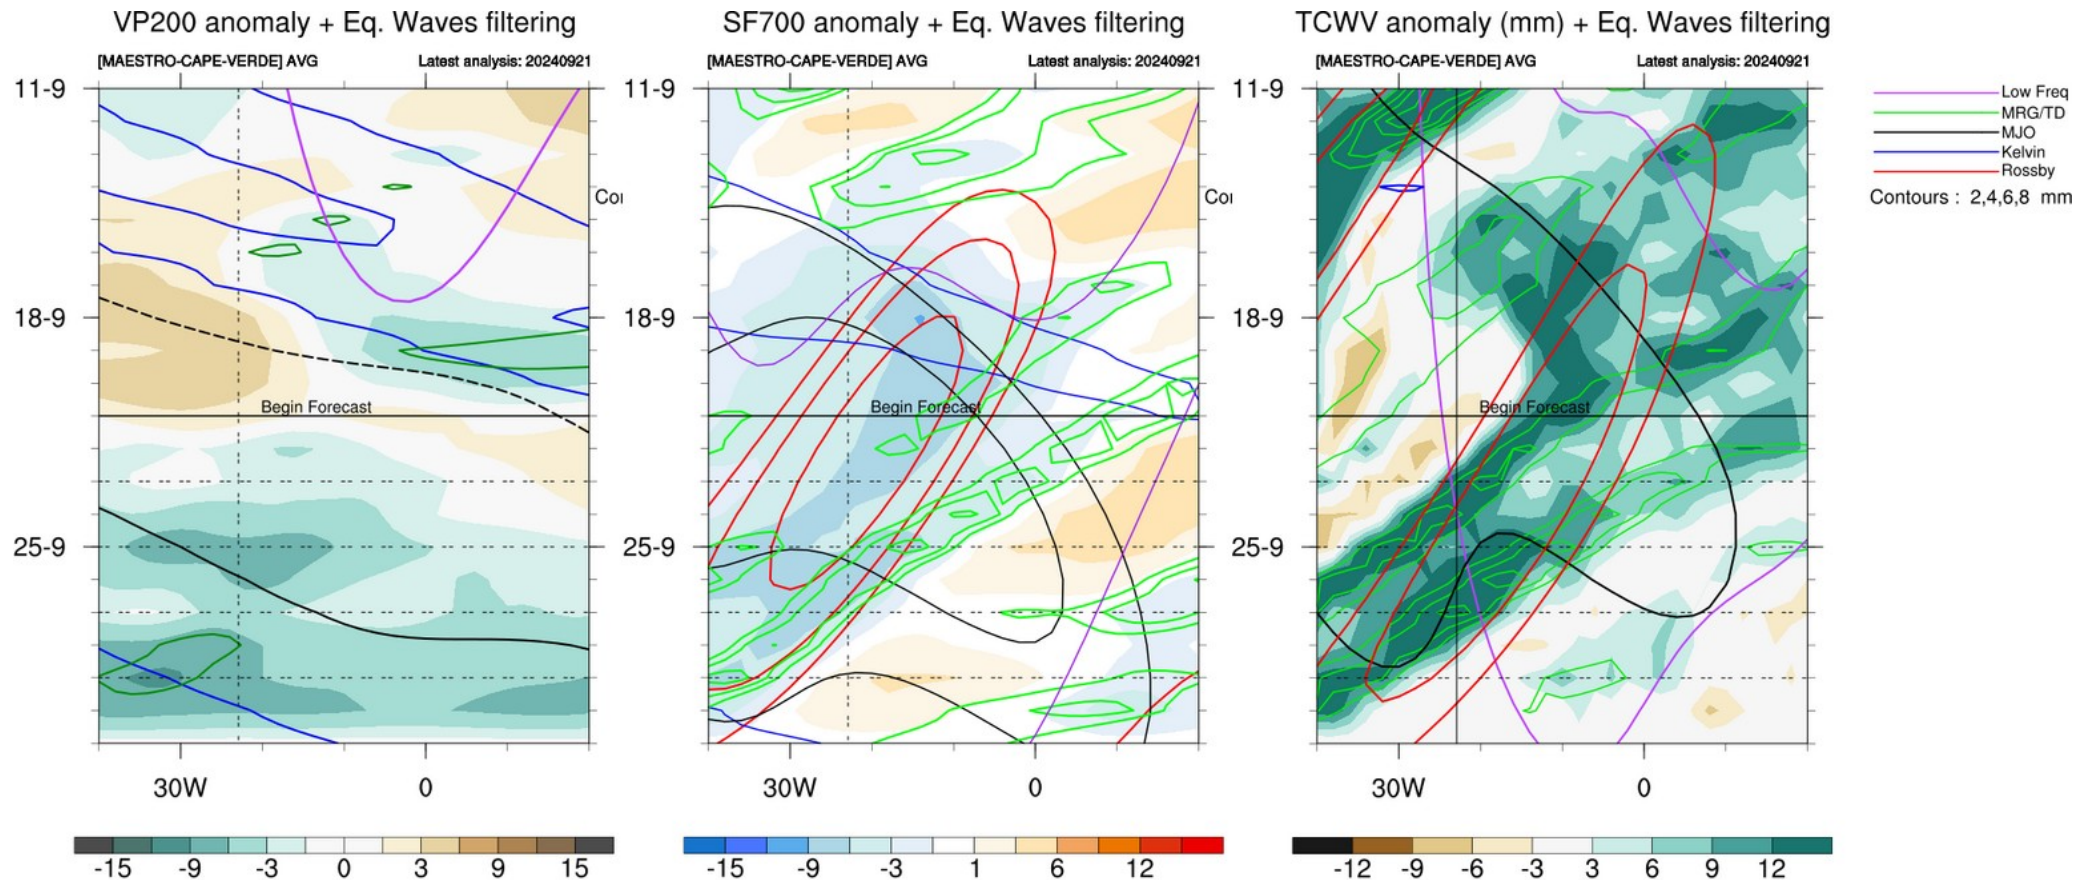 VP200 anomaly + Eq. Waves filtering
[MAESTRO-CAPE-VERDE] AVG Latest analysis: 20240921
11-9
18-9
25-9
Begin Forecast
Coi
30W 0
-15 -9 -3 0 3 9 15
SF700 anomaly + Eq. Waves filtering
[MAESTRO-CAPE-VERDE] AVG Latest analysis: 20240921
11-9
18-9
25-9
Begin Forecast
Coi
30W 0
-15 -9 -3 1 6 12
TCWV anomaly (mm) + Eq. Waves filtering
[MAESTRO-CAPE-VERDE] AVG Latest analysis: 20240921
11-9
18-9
25-9
Begin Forecast
30W 0
-12 -9 -6 -3 3 6 9 12
Low Freq
MRG/TD
MJO
Kelvin
Rossby
Contours : 2,4,6,8 mm